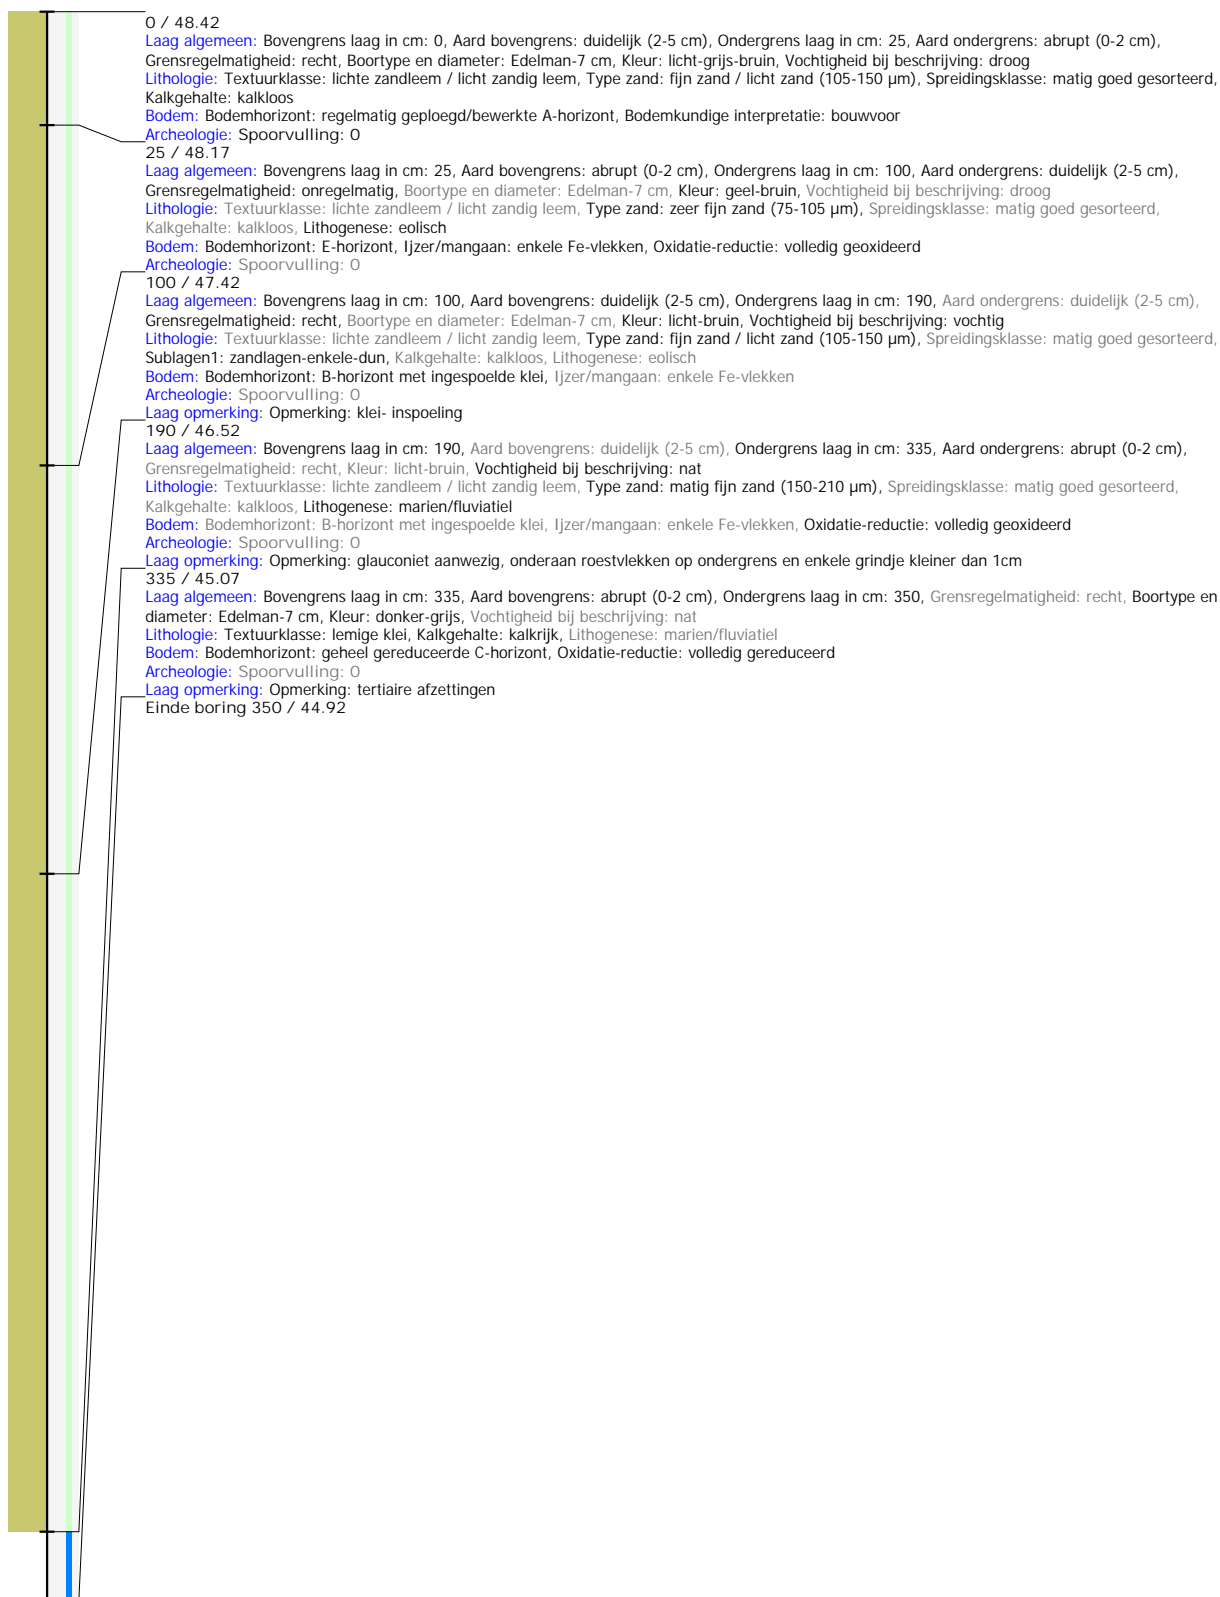 0 / 48.42
Laag algemeen: Bovengrens laag in cm: 0, Aard bovengrens: duidelijk (2-5 cm), Ondergrens laag in cm: 25, Aard ondergrens: abrupt (0-2 cm),
Grensregelmatigheid: recht, Boortype en diameter: Edelman-7 cm, Kleur: licht-grijs-bruin, Vochtigheid bij beschrijving: droog
Lithologie: Textuurklasse: lichte zandleem / licht zandig leem, Type zand: fijn zand / licht zand (105-150 µm), Spreidingsklasse: matig goed gesorteerd,
Kalkgehalte: kalkloos
Bodem: Bodemhorizont: regelmatig geploegd/bewerkte A-horizont, Bodemkundige interpretatie: bouwvoor
Archeologie: Spoorvulling: 0
25 / 48.17
Laag algemeen: Bovengrens laag in cm: 25, Aard bovengrens: abrupt (0-2 cm), Ondergrens laag in cm: 100, Aard ondergrens: duidelijk (2-5 cm),
Grensregelmatigheid: onregelmatig, Boortype en diameter: Edelman-7 cm, Kleur: geel-bruin, Vochtigheid bij beschrijving: droog
Lithologie: Textuurklasse: lichte zandleem / licht zandig leem, Type zand: zeer fijn zand (75-105 µm), Spreidingsklasse: matig goed gesorteerd,
Kalkgehalte: kalkloos, Lithogenese: eolisch
Bodem: Bodemhorizont: E-horizont, Ijzer/mangaan: enkele Fe-vlekken, Oxidatie-reductie: volledig geoxideerd
Archeologie: Spoorvulling: 0
100 / 47.42
Laag algemeen: Bovengrens laag in cm: 100, Aard bovengrens: duidelijk (2-5 cm), Ondergrens laag in cm: 190, Aard ondergrens: duidelijk (2-5 cm),
Grensregelmatigheid: recht, Boortype en diameter: Edelman-7 cm, Kleur: licht-bruin, Vochtigheid bij beschrijving: vochtig
Lithologie: Textuurklasse: lichte zandleem / licht zandig leem, Type zand: fijn zand / licht zand (105-150 µm), Spreidingsklasse: matig goed gesorteerd,
Sublagen1: zandlagen-enkele-dun, Kalkgehalte: kalkloos, Lithogenese: eolisch
Bodem: Bodemhorizont: B-horizont met ingespoelde klei, Ijzer/mangaan: enkele Fe-vlekken
Archeologie: Spoorvulling: 0
Laag opmerking: Opmerking: klei- inspoeling
190 / 46.52
Laag algemeen: Bovengrens laag in cm: 190, Aard bovengrens: duidelijk (2-5 cm), Ondergrens laag in cm: 335, Aard ondergrens: abrupt (0-2 cm),
Grensregelmatigheid: recht, Kleur: licht-bruin, Vochtigheid bij beschrijving: nat
Lithologie: Textuurklasse: lichte zandleem / licht zandig leem, Type zand: matig fijn zand (150-210 µm), Spreidingsklasse: matig goed gesorteerd,
Kalkgehalte: kalkloos, Lithogenese: marien/fluviatiel
Bodem: Bodemhorizont: B-horizont met ingespoelde klei, Ijzer/mangaan: enkele Fe-vlekken, Oxidatie-reductie: volledig geoxideerd
Archeologie: Spoorvulling: 0
Laag opmerking: Opmerking: glauconiet aanwezig, onderaan roestvlekken op ondergrens en enkele grindje kleiner dan 1cm
335 / 45.07
Laag algemeen: Bovengrens laag in cm: 335, Aard bovengrens: abrupt (0-2 cm), Ondergrens laag in cm: 350, Grensregelmatigheid: recht, Boortype en
diameter: Edelman-7 cm, Kleur: donker-grijs, Vochtigheid bij beschrijving: nat
Lithologie: Textuurklasse: lemige klei, Kalkgehalte: kalkrijk, Lithogenese: marien/fluviatiel
Bodem: Bodemhorizont: geheel gereduceerde C-horizont, Oxidatie-reductie: volledig gereduceerd
Archeologie: Spoorvulling: 0
Laag opmerking: Opmerking: tertiaire afzettingen
Einde boring 350 / 44.92